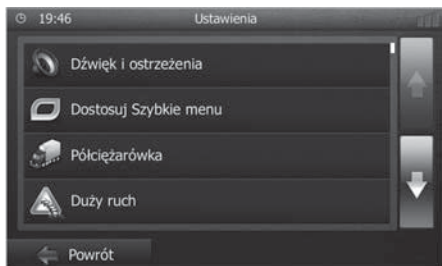 19:46 Ustawienia
Dźwięk i ostrzeżenia
Dostosuj Szybkie menu
Półciężarówka
Duży ruch
Powrót